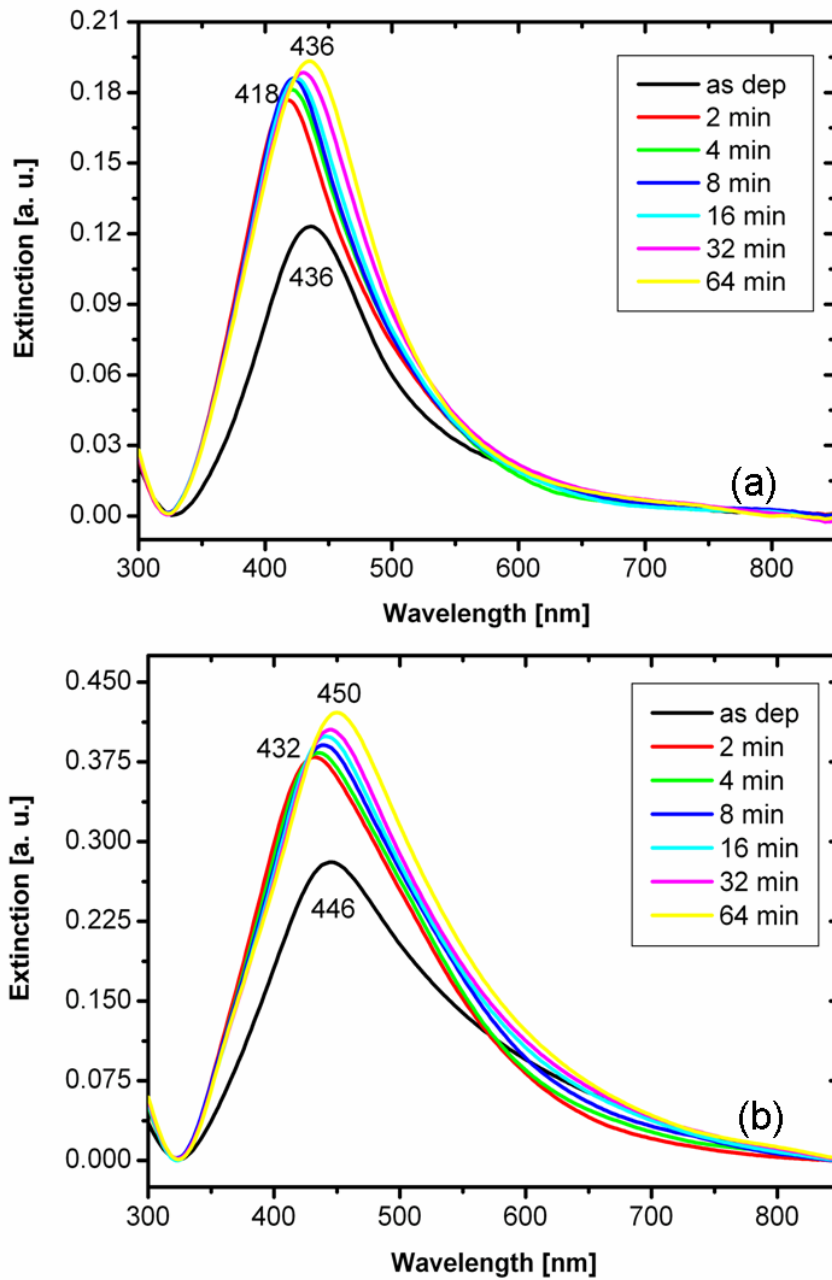 0.21
0.18
0.15
0.12
0.09
0.06
0.03
0.00
Extinction [a. u.]
436
418
436
as dep
2 min
4 min
8 min
16 min
32 min
64 min
(a)
300 400 500 600 700 800
Wavelength [nm]
0.450
0.375
0.300
0.225
0.150
0.075
0.000
Extinction [a. u.]
450
432
446
as dep
2 min
4 min
8 min
16 min
32 min
64 min
(b)
300 400 500 600 700 800
Wavelength [nm]